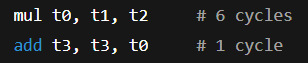 mul t0, t1, t2    # 6 cycles
add t3, t3, t0    # 1 cycle